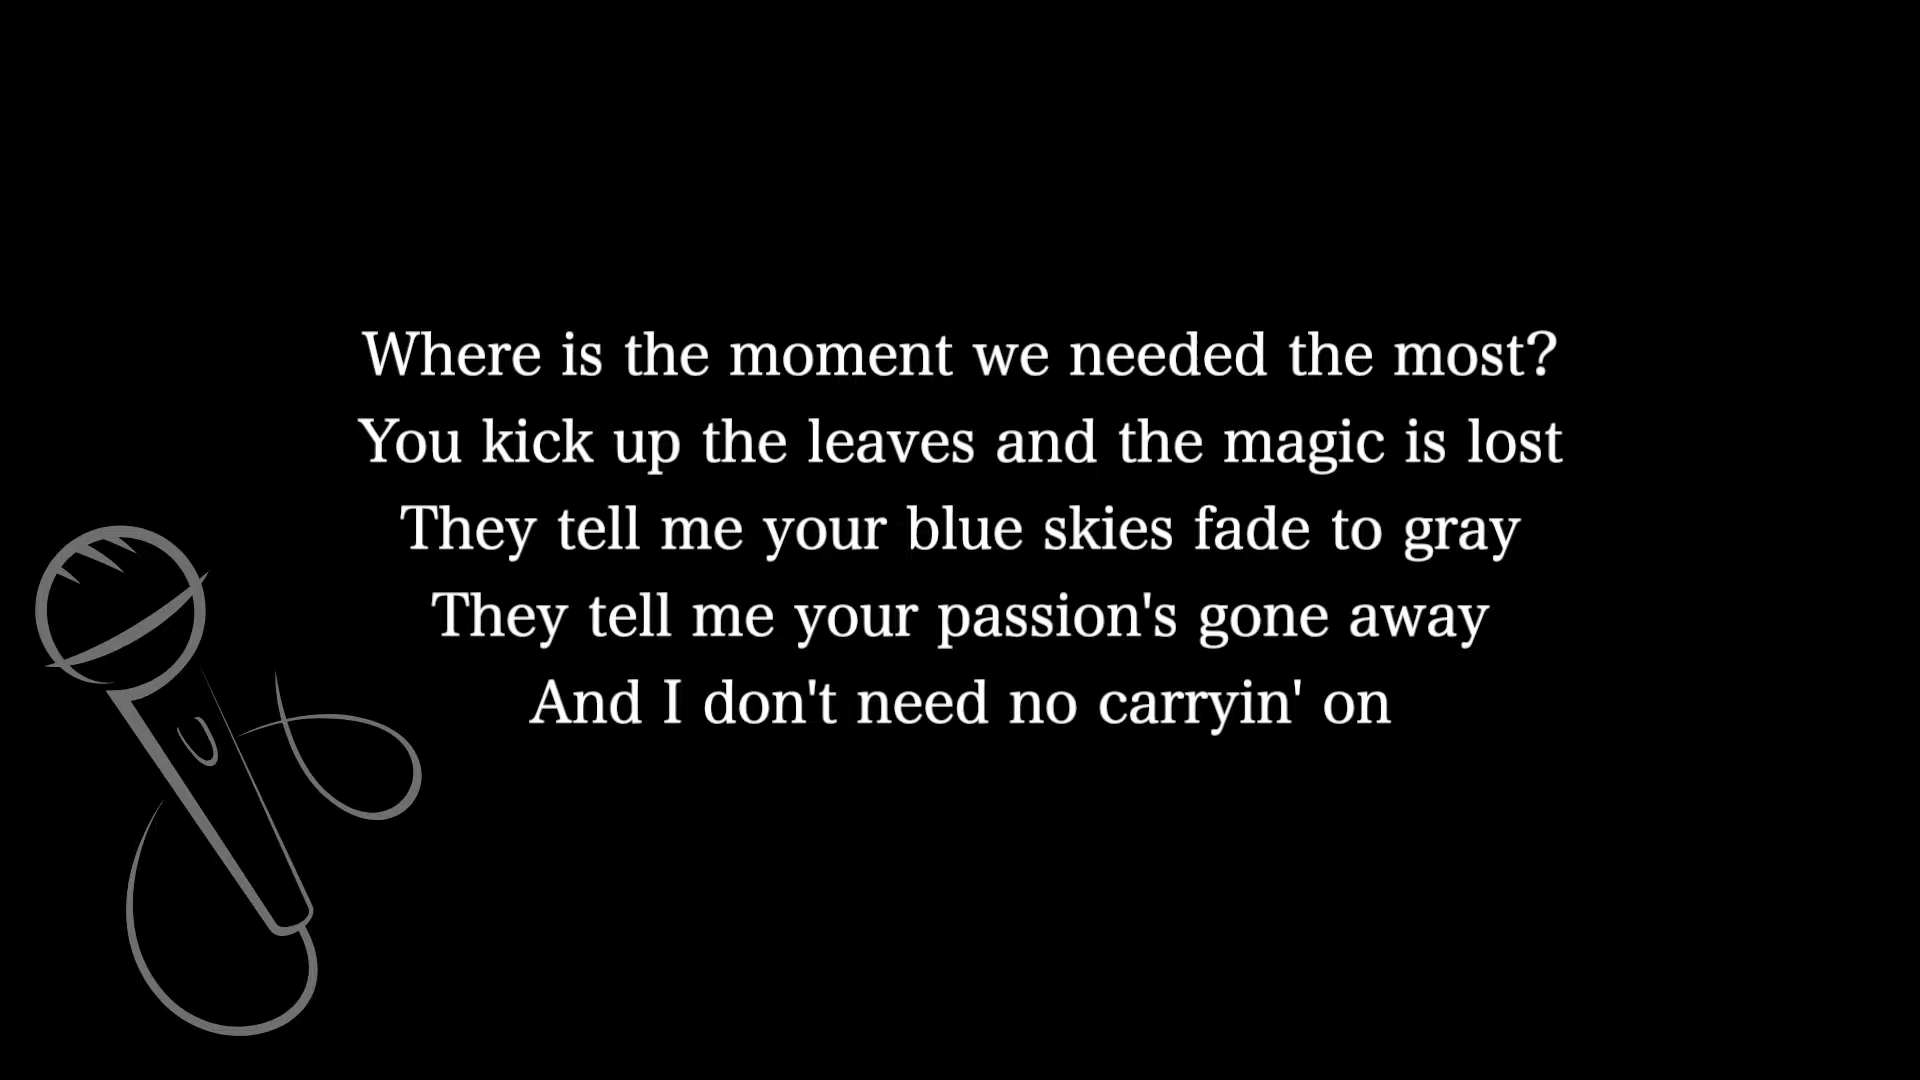 Where is the moment we needed the most?
You kick up the leaves and the magic is lost
They tell me your blue skies fade to gray
They tell me your passion's gone away
And I don't need no carryin' on